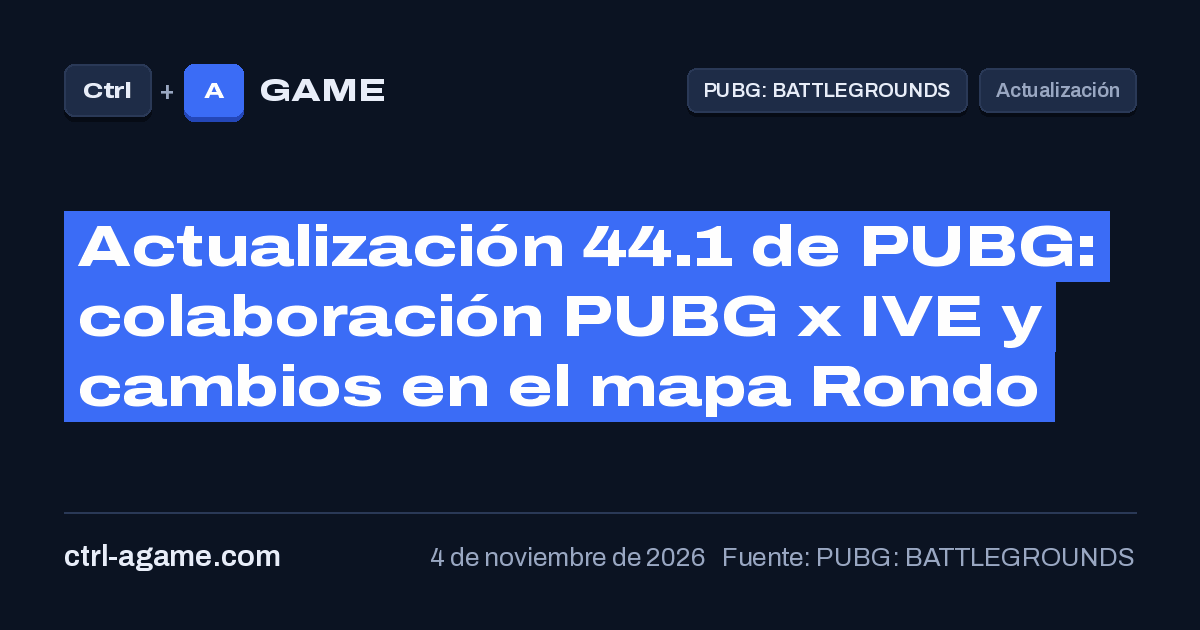 Ctrl + A GAME
PUBG: BATTLEGROUNDS
Actualización
Actualización 44.1 de PUBG:
colaboración PUBG x IVE y
cambios en el mapa Rondo
ctrl-agame.com
4 de noviembre de 2026 Fuente: PUBG: BATTLEGROUNDS